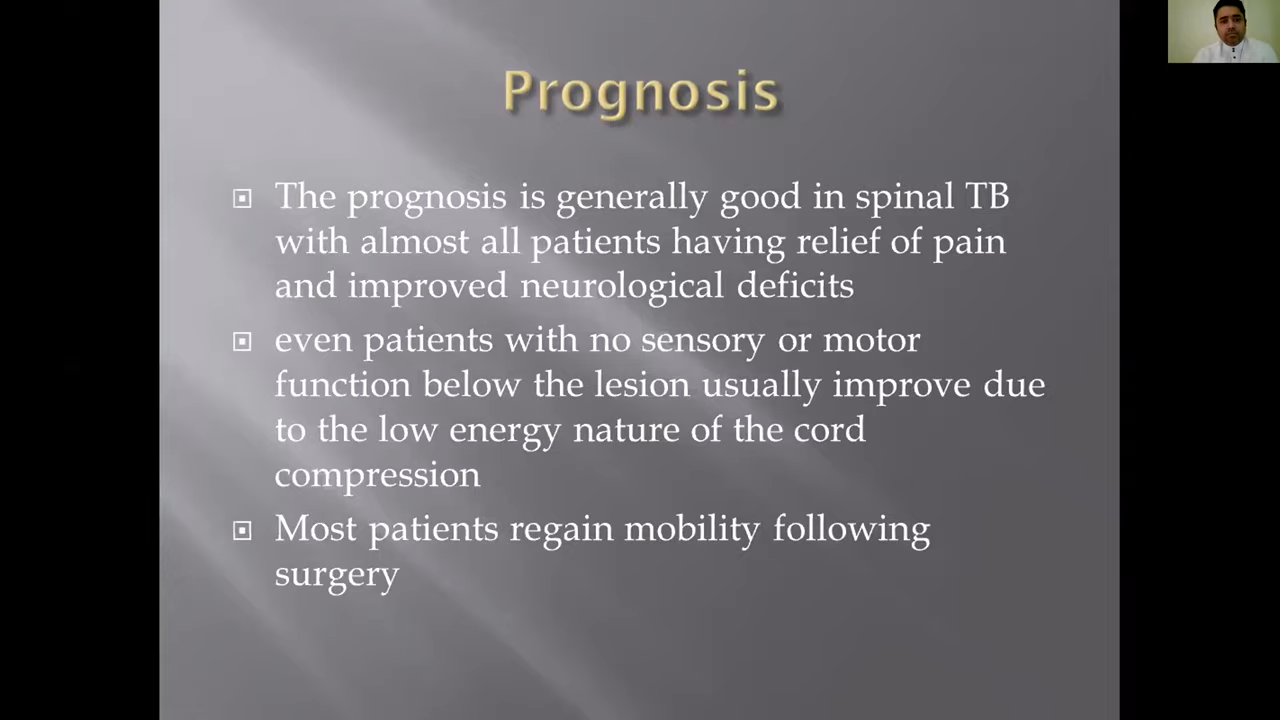 Prognosis
The prognosis is generally good in spinal TB
with almost all patients having relief of pain
and improved neurological deficits
even patients with no sensory or motor
function below the lesion usually improve due
to the low energy nature of the cord
compression
Most patients regain mobility following
surgery